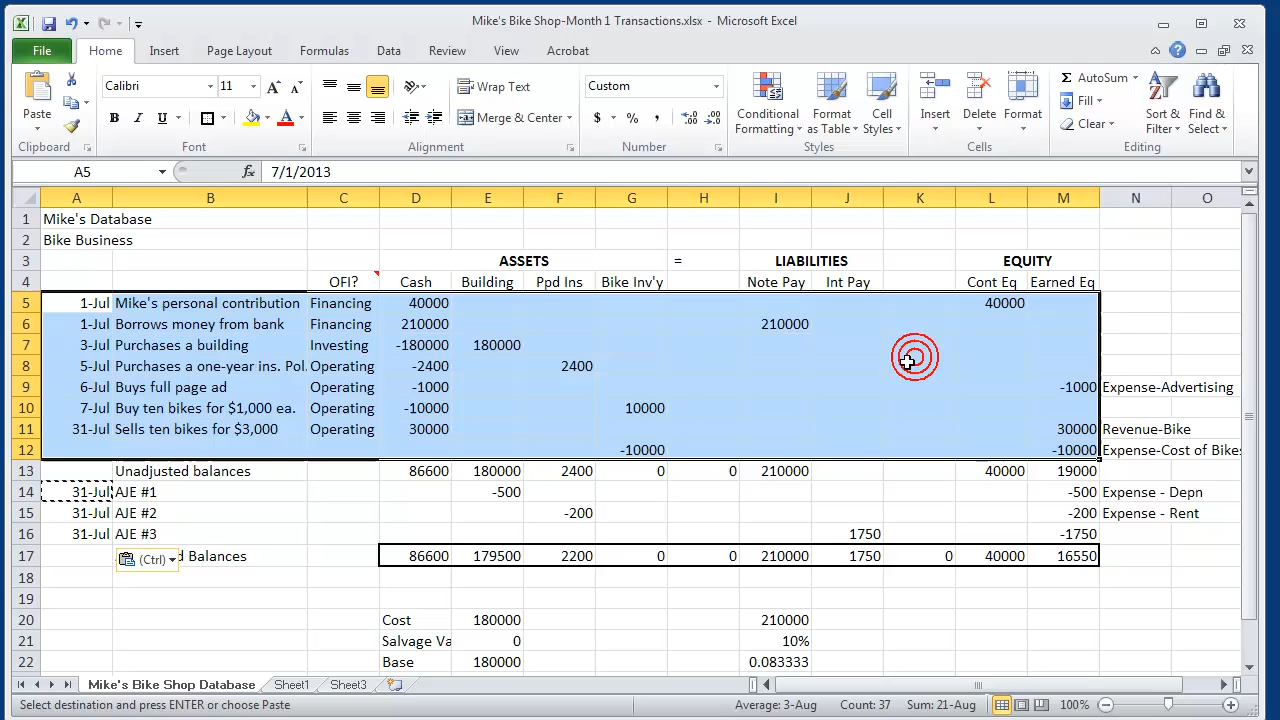 Mike's Bike Shop-Month 1 Transactions.xlsx - Microsoft Excel
File Home Insert Page Layout Formulas Data Review View Acrobat
Calibri 11 Wrap Text Custom AutoSum
Paste Merge & Center Conditional Formatting Format as Table Cell Styles Insert Delete Format Fill Clear Sort & Filter Find & Select
Clipboard Font Alignment Number Styles Cells Editing
A5 fx 7/1/2013
A B C D E F G H I J K L M N O
1 Mike's Database
2 Bike Business
3 ASSETS = LIABILITIES EQUITY
4 OFI? Cash Building Ppd Ins Bike Inv'y Note Pay Int Pay Cont Eq Earned Eq
5 1-Jul Mike's personal contribution Financing 40000 40000
6 1-Jul Borrows money from bank Financing 210000 210000
7 3-Jul Purchases a building Investing -180000 180000
8 5-Jul Purchases a one-year ins. Pol. Operating -2400 2400
9 6-Jul Buys full page ad Operating -1000 -1000 Expense-Advertising
10 7-Jul Buy ten bikes for $1,000 ea. Operating -10000 10000
11 31-Jul Sells ten bikes for $3,000 Operating 30000 30000 Revenue-Bike
12 -10000 -10000 Expense-Cost of Bikes
13 Unadjusted balances 86600 180000 2400 0 0 210000 40000 19000
14 31-Jul AJE #1 -500 -500 Expense - Depn
15 31-Jul AJE #2 -200 -200 Expense - Rent
16 31-Jul AJE #3 1750 -1750
17 (Ctrl) d Balances 86600 179500 2200 0 0 210000 1750 0 40000 16550
18
19
20 Cost 180000 210000
21 Salvage Va 0 10%
22 Base 180000 0.083333
Mike's Bike Shop Database Sheet1 Sheet3
Select destination and press ENTER or choose Paste Average: 3-Aug Count: 37 Sum: 21-Aug 100%